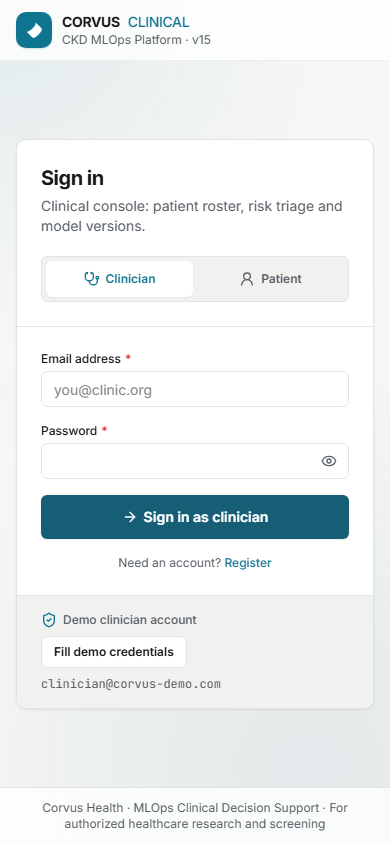 CORVUS CLINICAL
CKD MLOps Platform · v15
Sign in
Clinical console: patient roster, risk triage and
model versions.
Clinician
Patient
Email address *
you@clinic.org
Password *
Sign in as clinician
Need an account? Register
Demo clinician account
Fill demo credentials
clinician@corvus-demo.com
Corvus Health · MLOps Clinical Decision Support · For
authorized healthcare research and screening